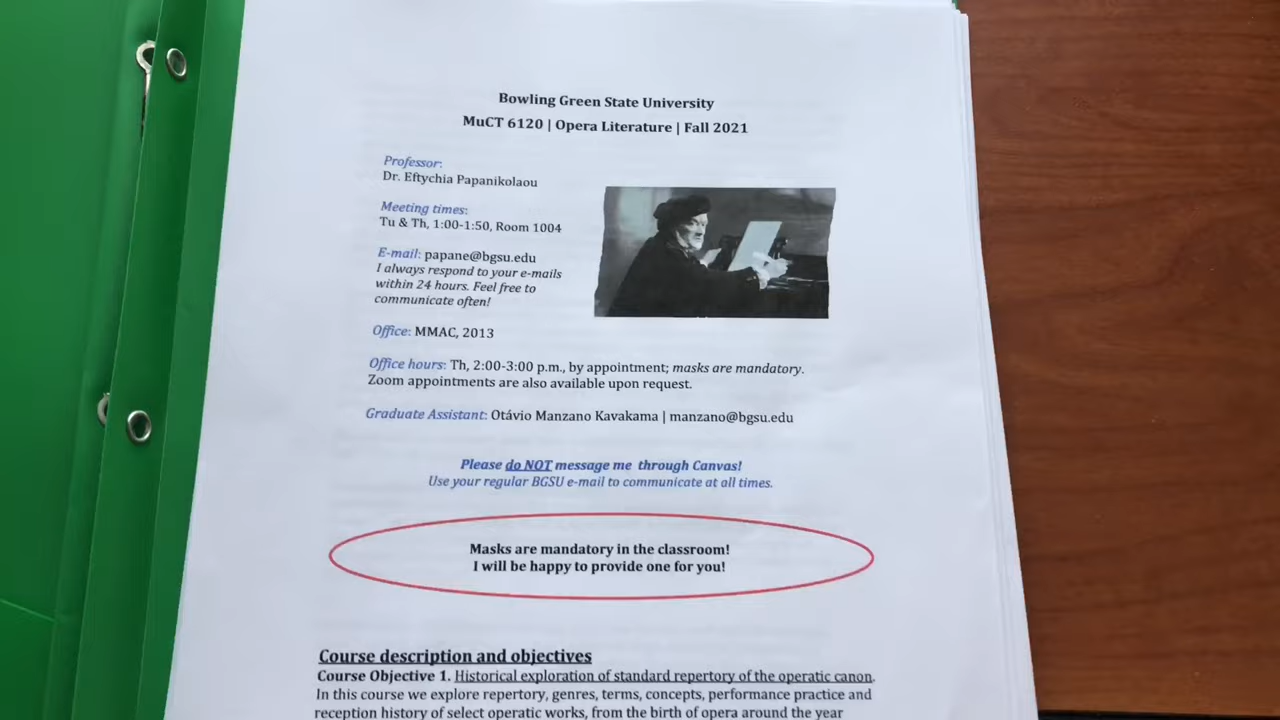 Bowling Green State University
MuCT 6120 | Opera Literature | Fall 2021
Professor:
Dr. Eftychia Papanikolaou
Meeting times:
Tu & Th, 1:00-1:50, Room 1004
E-mail: papane@bgsu.edu
I always respond to your e-mails
within 24 hours. Feel free to
communicate often!
Office: MMAC, 2013
Office hours: Th, 2:00-3:00 p.m., by appointment; masks are mandatory.
Zoom appointments are also available upon request.
Graduate Assistant: Otávio Manzano Kavakama | manzano@bgsu.edu
Please do NOT message me through Canvas!
Use your regular BGSU e-mail to communicate at all times.
Masks are mandatory in the classroom!
I will be happy to provide one for you!
Course description and objectives
Course Objective 1. Historical exploration of standard repertory of the operatic canon.
In this course we explore repertory, genres, terms, concepts, performance practice and
reception history of select operatic works, from the birth of opera around the year